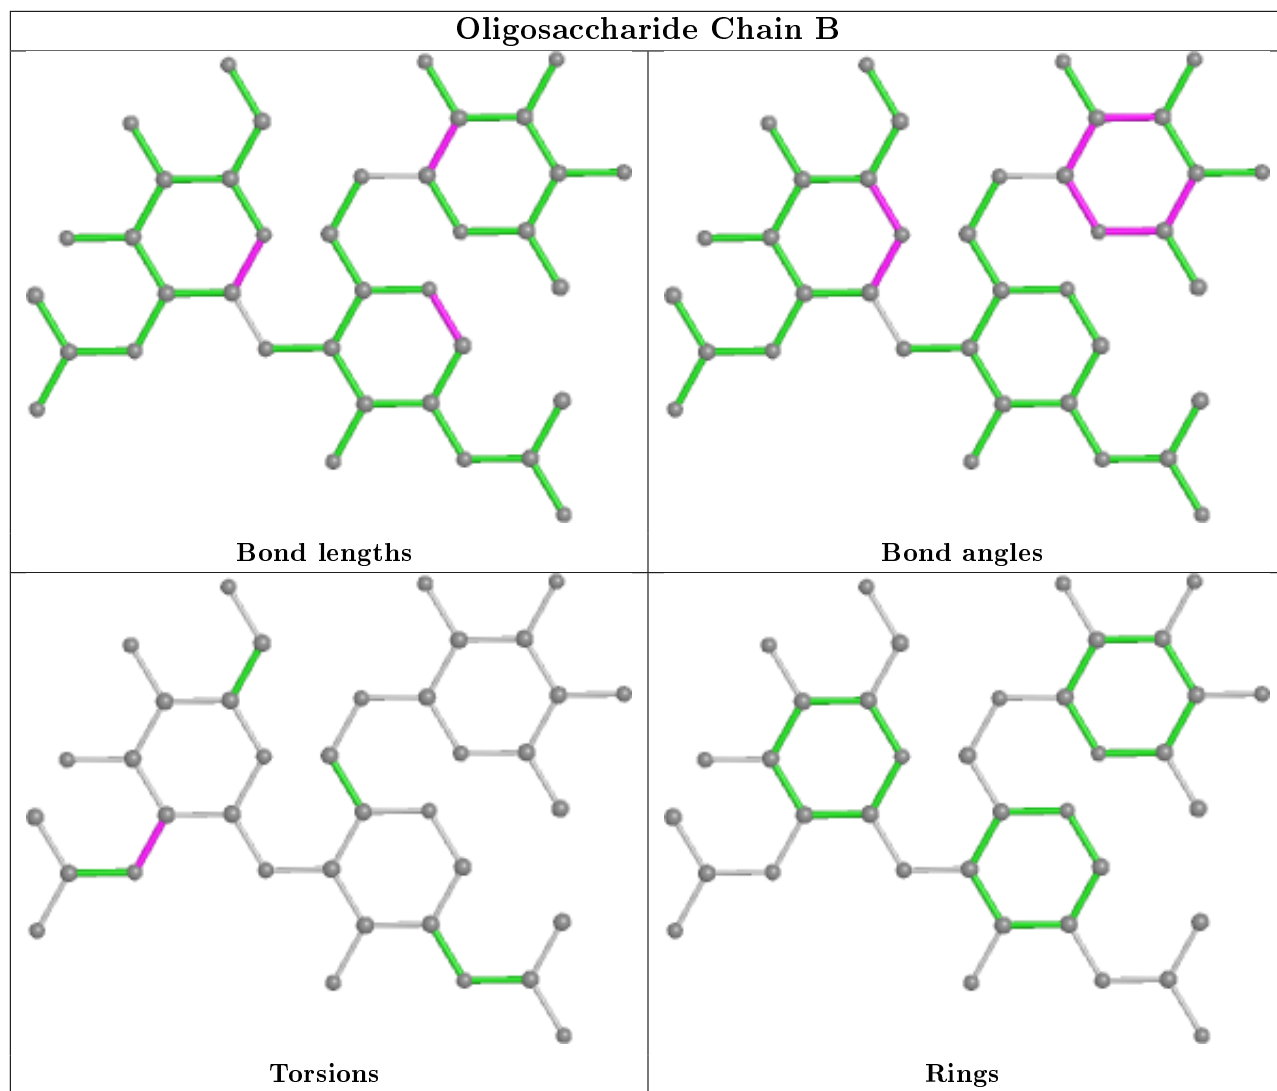 Oligosaccharide Chain B
Bond lengths
Bond angles
Torsions
Rings